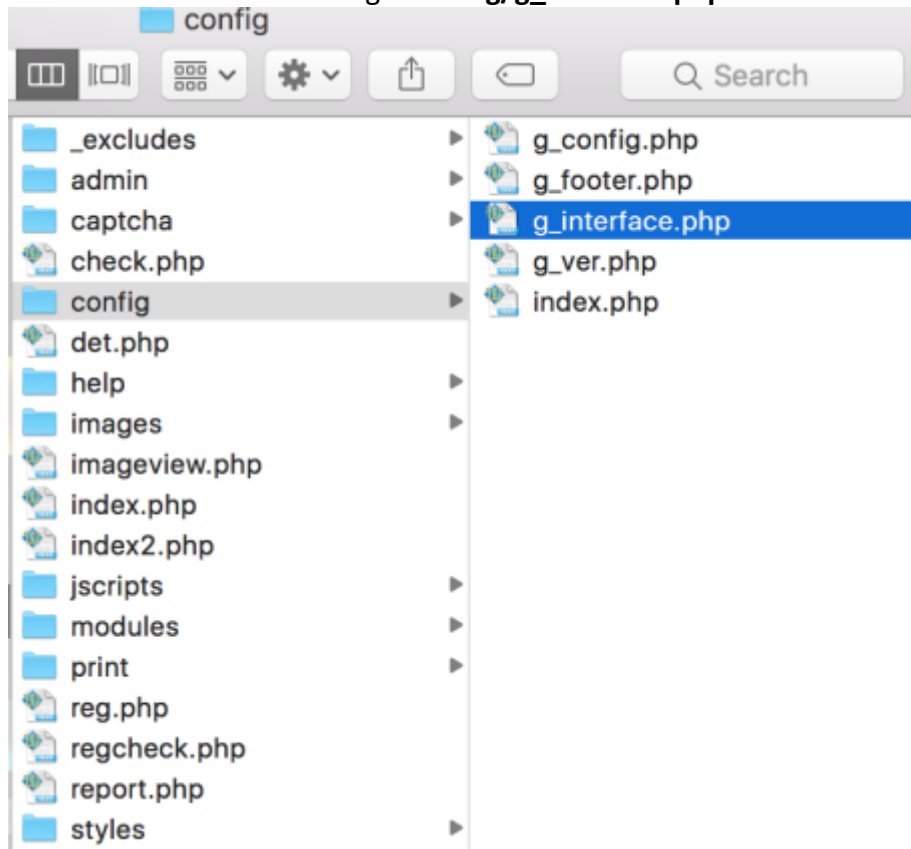 config
Search
_excludes
admin
captcha
check.php
config
det.php
help
images
imageview.php
index.php
index2.php
jscripts
modules
print
reg.php
regcheck.php
report.php
styles
g_config.php
g_footer.php
g_interface.php
g_ver.php
index.php